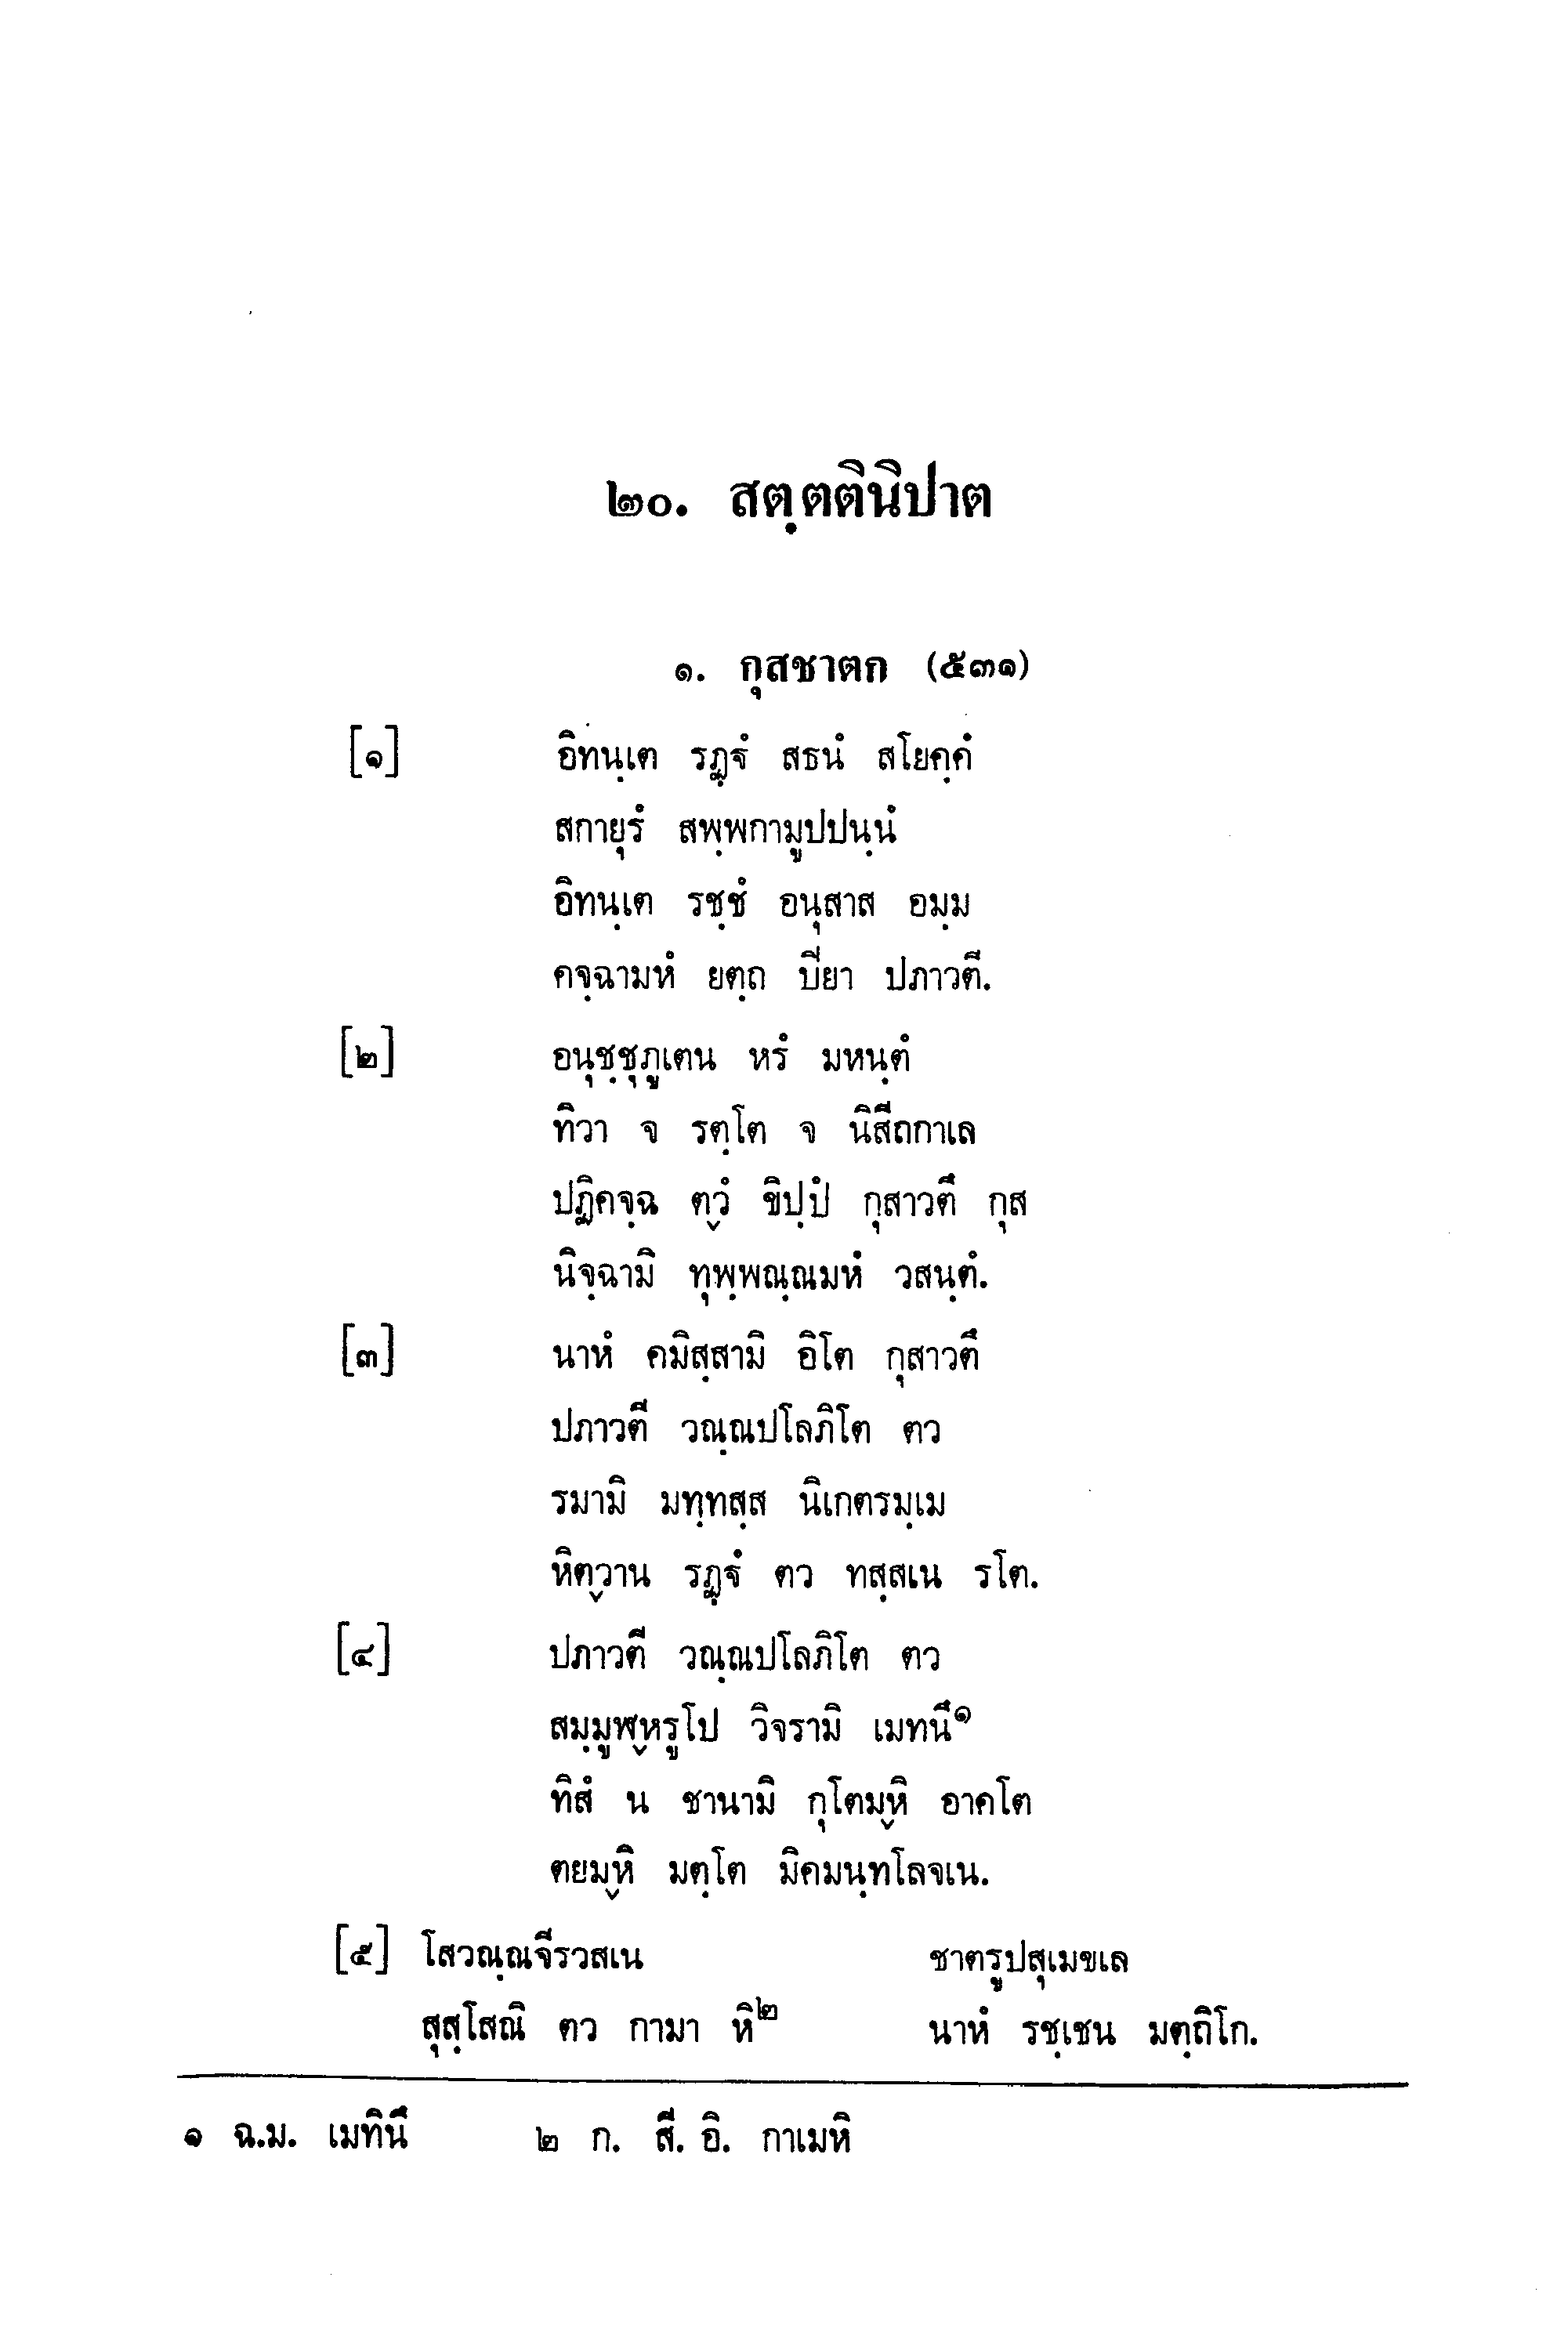 ๒๐. สตฺตตินิปาต
๑. กุสชาตก (๕๓๑)
[๑] อิทนฺเต รฏฺฐํ สธนํ สโยคฺคํ
สกายุรํ สพฺพกามูปปนฺนํ
อิทนฺเต รชฺชํ อนุสาส อมฺม
คจฺฉามหํ ยตฺถ ปิยา ปภาวตี.
[๒] อนุชฺชุภูเตน หรํ มหนฺตํ
ทิวา จ รตฺโต จ นิสีถกาเล
ปฏิคจฺฉ ตฺวํ ขิปฺปํ กุสาวตึ กุส
นิจฺฉามิ ทุพฺพณฺณมหํ วสนฺตํ.
[๓] นาหํ คมิสฺสามิ อิโต กุสาวตึ
ปภาวตี วณฺณปโลภิโต ตว
รมามิ มทฺทสฺส นิเกตรมฺเม
หิตฺวาน รฏฺฐํ ตว ทสฺสเน รโต.
[๔] ปภาวตี วณฺณปโลภิโต ตว
สมฺมูฬฺหรูโป วิจรามิ เมทนึ๑
ทิสํ น ชานามิ กุโตมฺหิ อาคโต
ตยมฺหิ มตฺโต มิคมนฺทโลจเน.
[๕] โสวณฺณจีรวสเน ชาตรูปสุเมขเล
สุสฺโสณิ ตว กามา หิ๒ นาหํ รชฺเชน มตฺถิโก.
๑ ฉ.ม. เมทินึ ๒ ก. สี. อิ. กาเมหิ